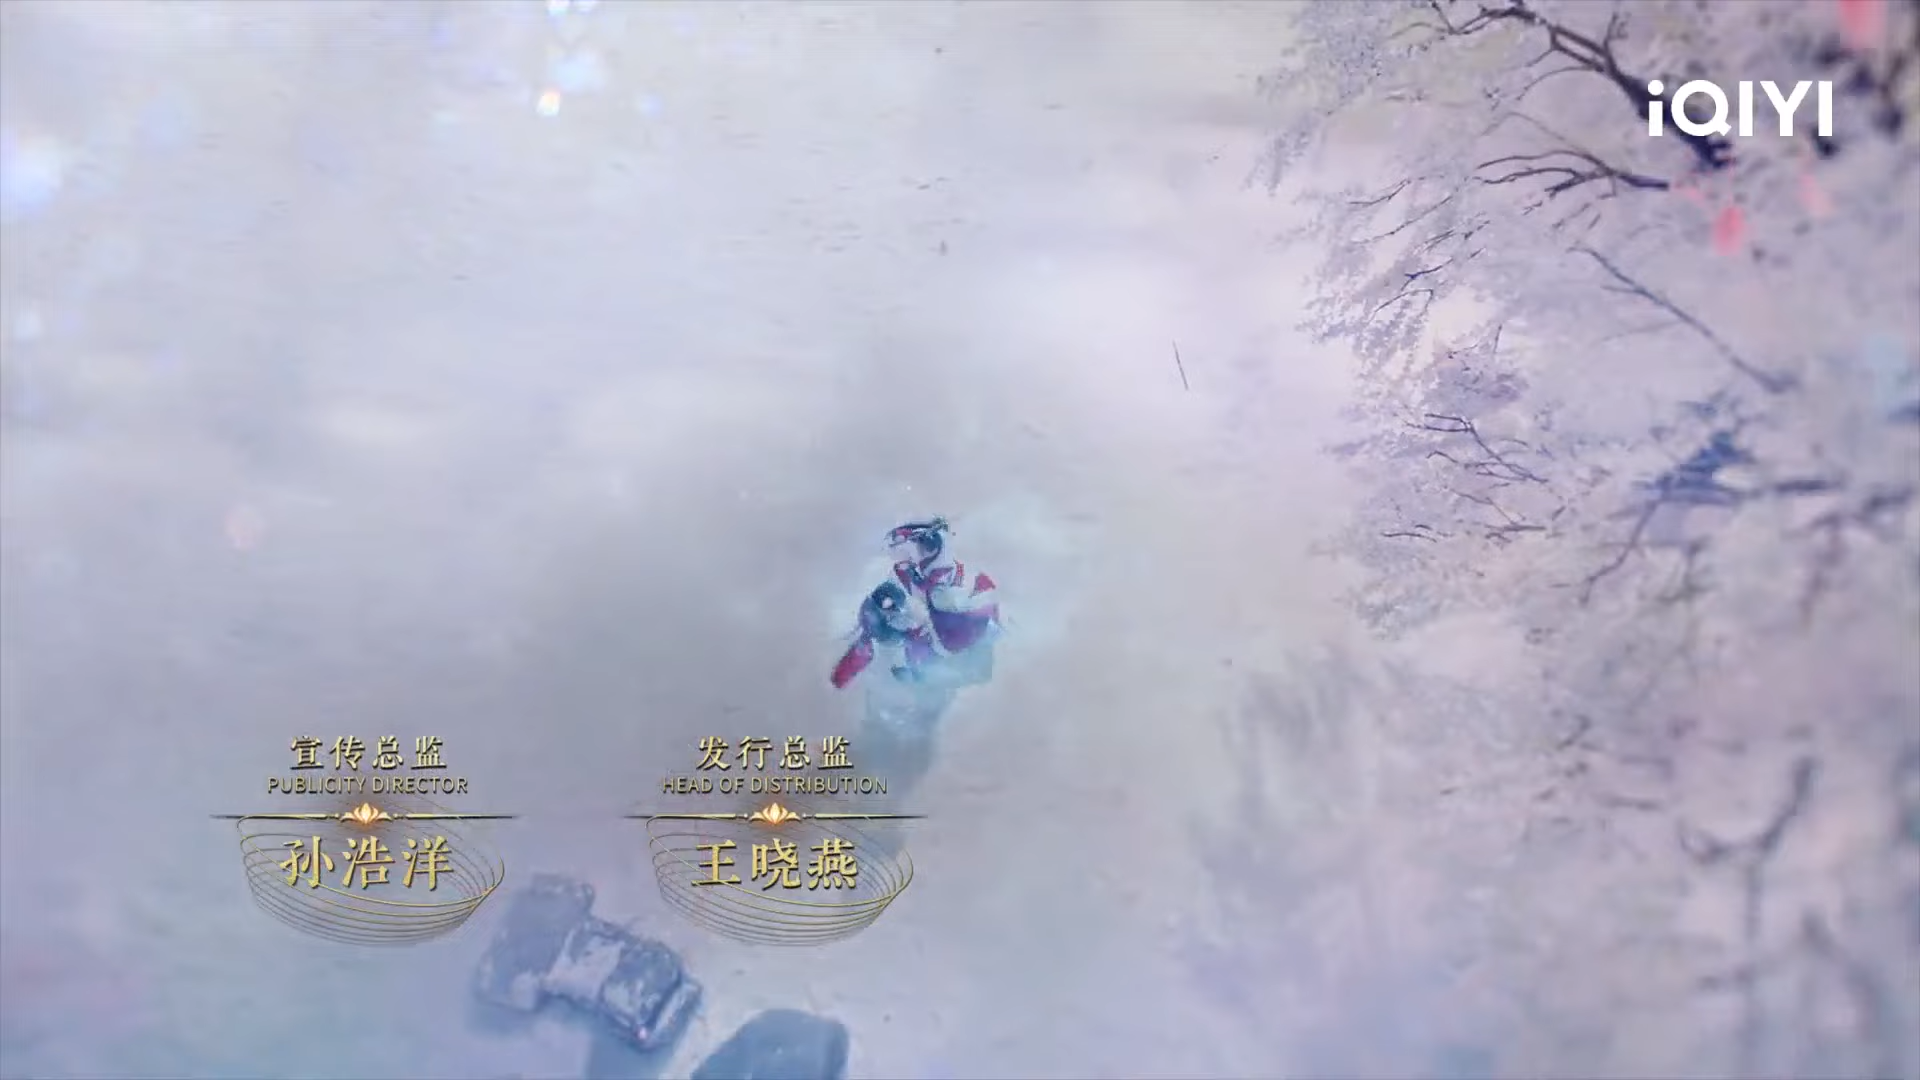 iQIYI
宣传总监
PUBLICITY DIRECTOR
孙浩洋
发行总监
HEAD OF DISTRIBUTION
王晓燕